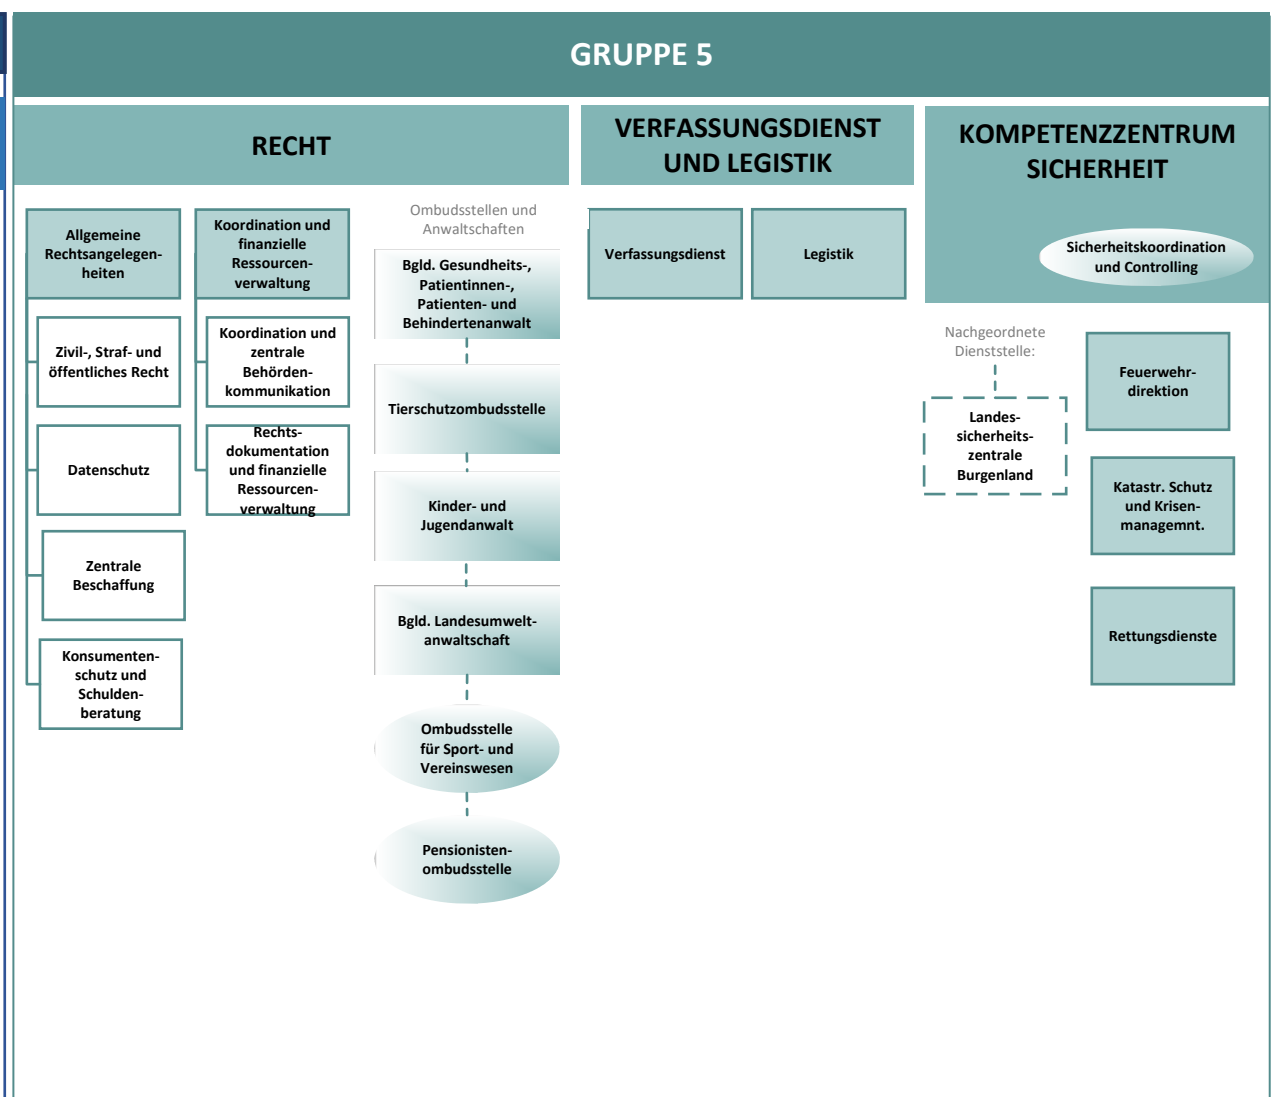 GRUPPE 5
RECHT
Allgemeine
Rechtsangelegen-
heiten
Zivil-, Straf- und
öffentliches Recht
Datenschutz
Zentrale
Beschaffung
Konsumenten-
schutz und
Schulden-
beratung
Koordination und
finanzielle
Ressourcen-
verwaltung
Koordination und
zentrale
Behörden-
kommunikation
Rechts-
dokumentation
und finanzielle
Ressourcen-
verwaltung
Ombudsstellen und
Anwaltschaften
Bgld. Gesundheits-,
Patientinnen-,
Patienten- und
Behindertenanwalt
Tierschutzombudsstelle
Kinder- und
Jugendanwalt
Bgld. Landesumwelt-
anwaltschaft
Ombudsstelle
für Sport- und
Vereinswesen
Pensionisten-
ombudsstelle
VERFASSUNGSDIENST
UND LEGISTIK
Verfassungsdienst
Legistik
KOMPETENZZENTRUM
SICHERHEIT
Sicherheitskoordination
und Controlling
Nachgeordnete
Dienststelle:
Landes-
sicherheits-
zentrale
Burgenland
Feuerwehr-
direktion
Katastr. Schutz
und Krisen-
managemnt.
Rettungsdienste